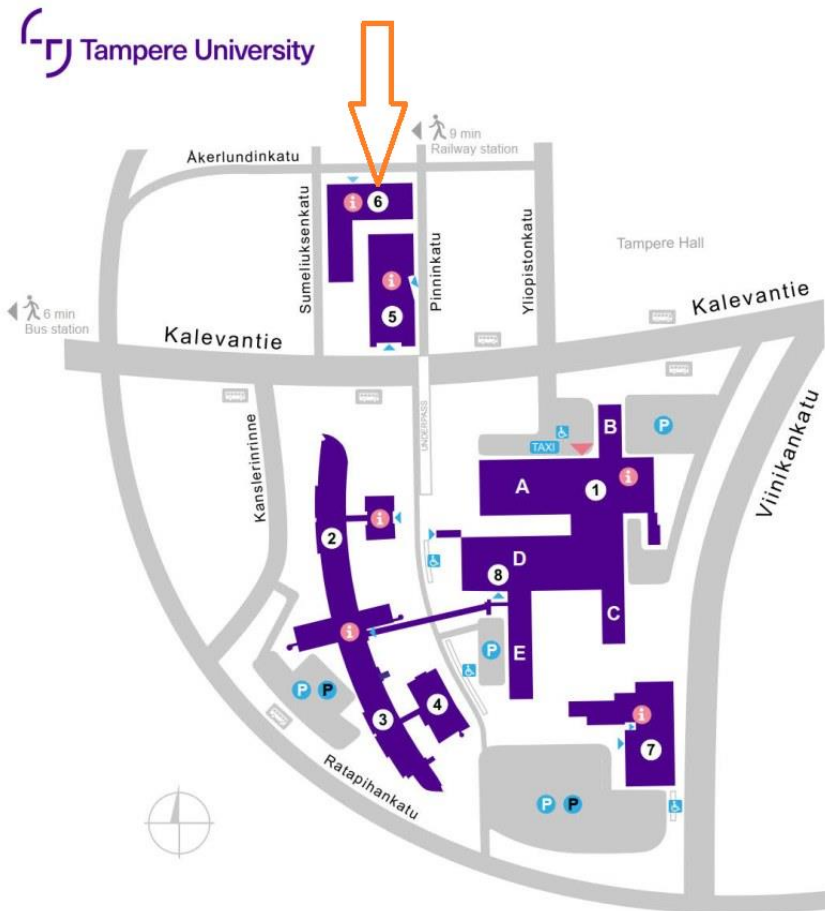 Tampere University
9 min
Railway station
Åkerlundinkatu
Sumeliuksenkatu
Pinninkatu
Yliopistonkatu
Tampere Hall
i 6
i
5
6 min
Bus station
Kalevantie
Kalevantie
Viinikankatu
Kanslerinrinne
UNDERPASS
TAXI
P
B
A
1
i
2
i
D
8
C
E
P
i
P P
3
4
i
7
Ratapihankatu
P P